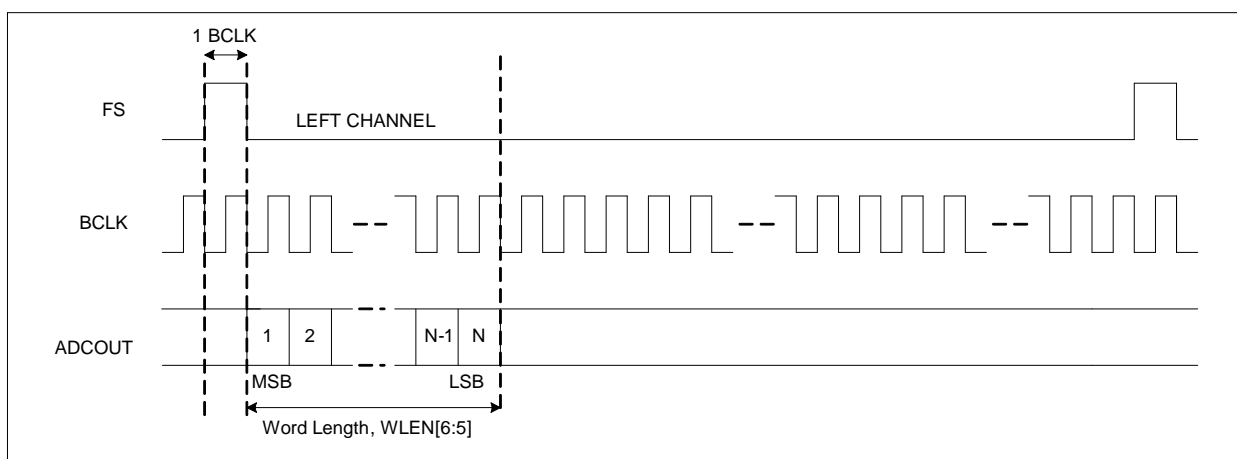 1 BCLK
FS
LEFT CHANNEL
BCLK
ADCOUT
1 2 N-1 N
MSB LSB
Word Length, WLEN[6:5]